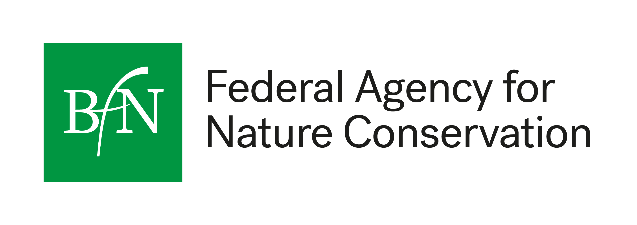 BfN
Federal Agency for
Nature Conservation